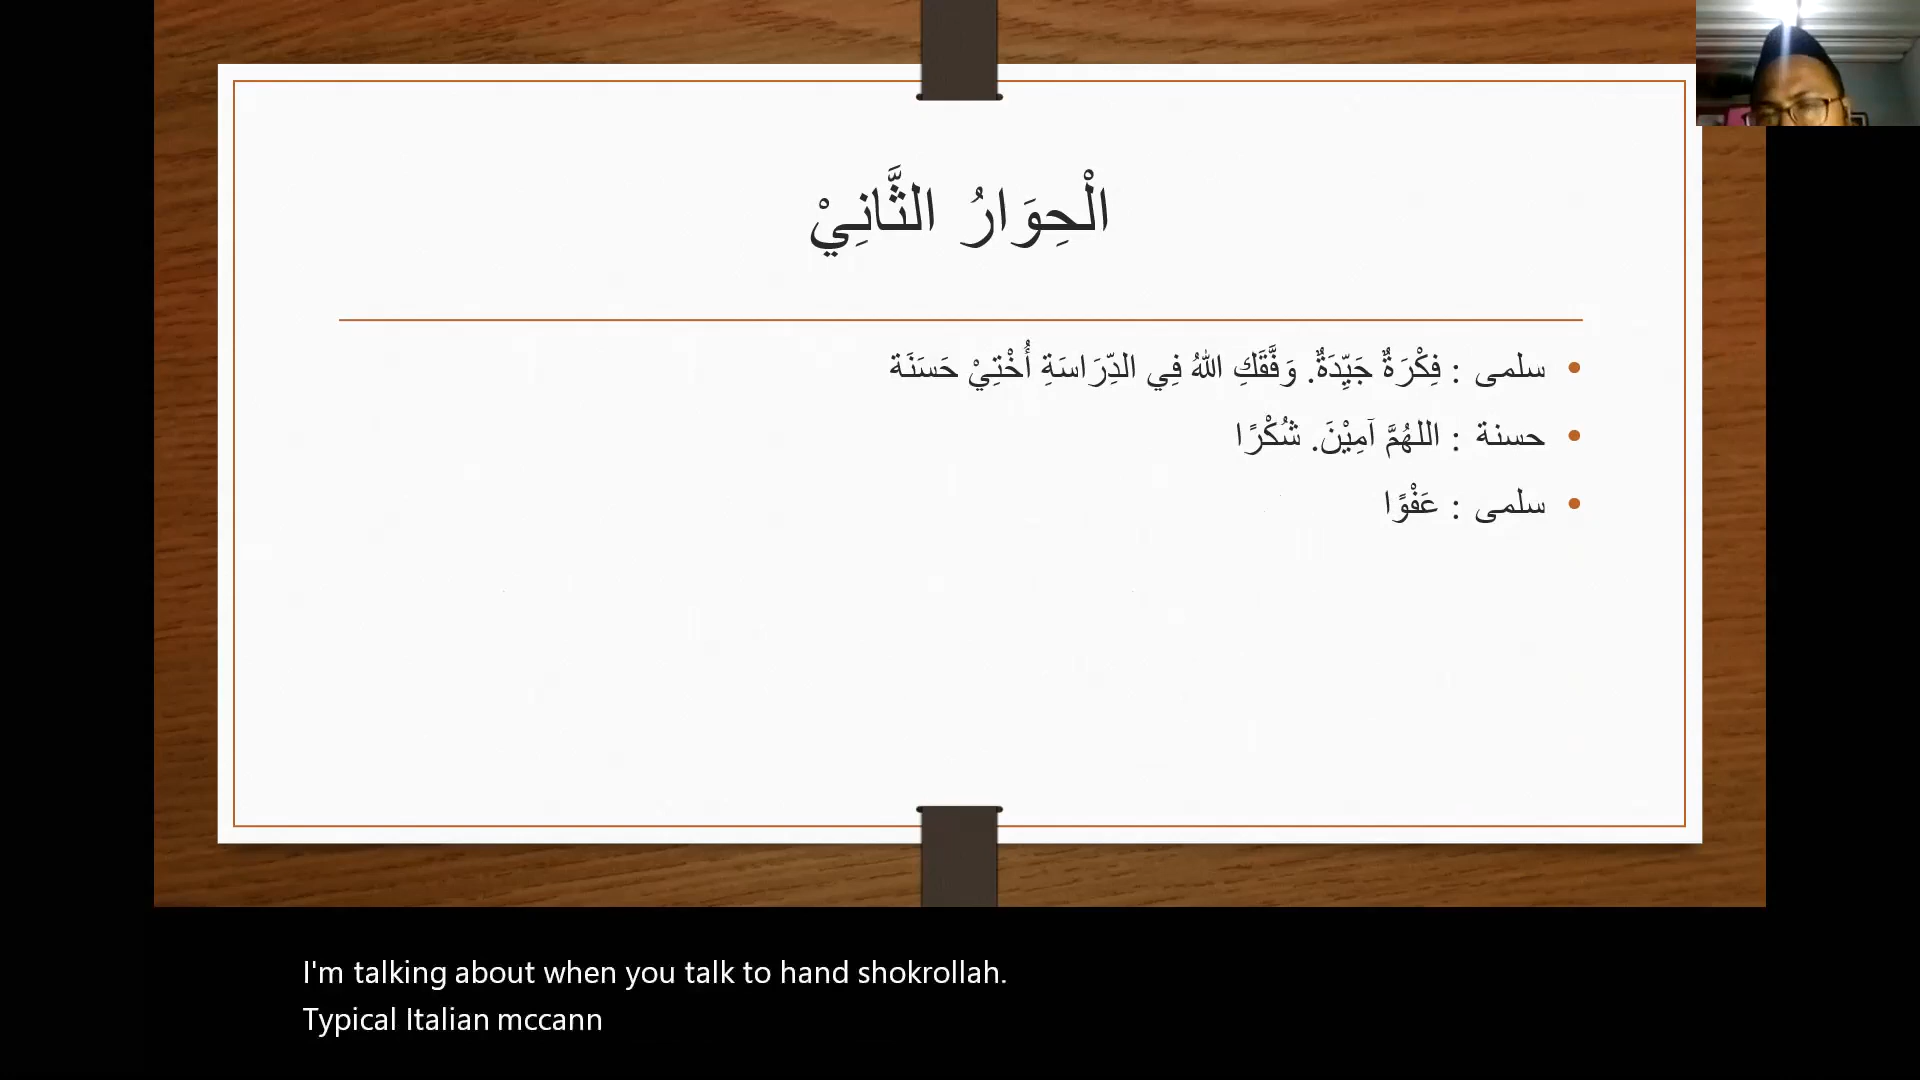 الْحِوَارُ الثَّانِيْ
سلمى : فِكْرَةٌ جَيِّدَةٌ. وَفَّقَكِ اللهُ فِي الدِّرَاسَةِ أُخْتِيْ حَسَنَة
حسنة : اللهُمَّ آمِيْنَ. شُكْرًا
سلمى : عَفْوًا
I'm talking about when you talk to hand shokrollah.
Typical Italian mccann